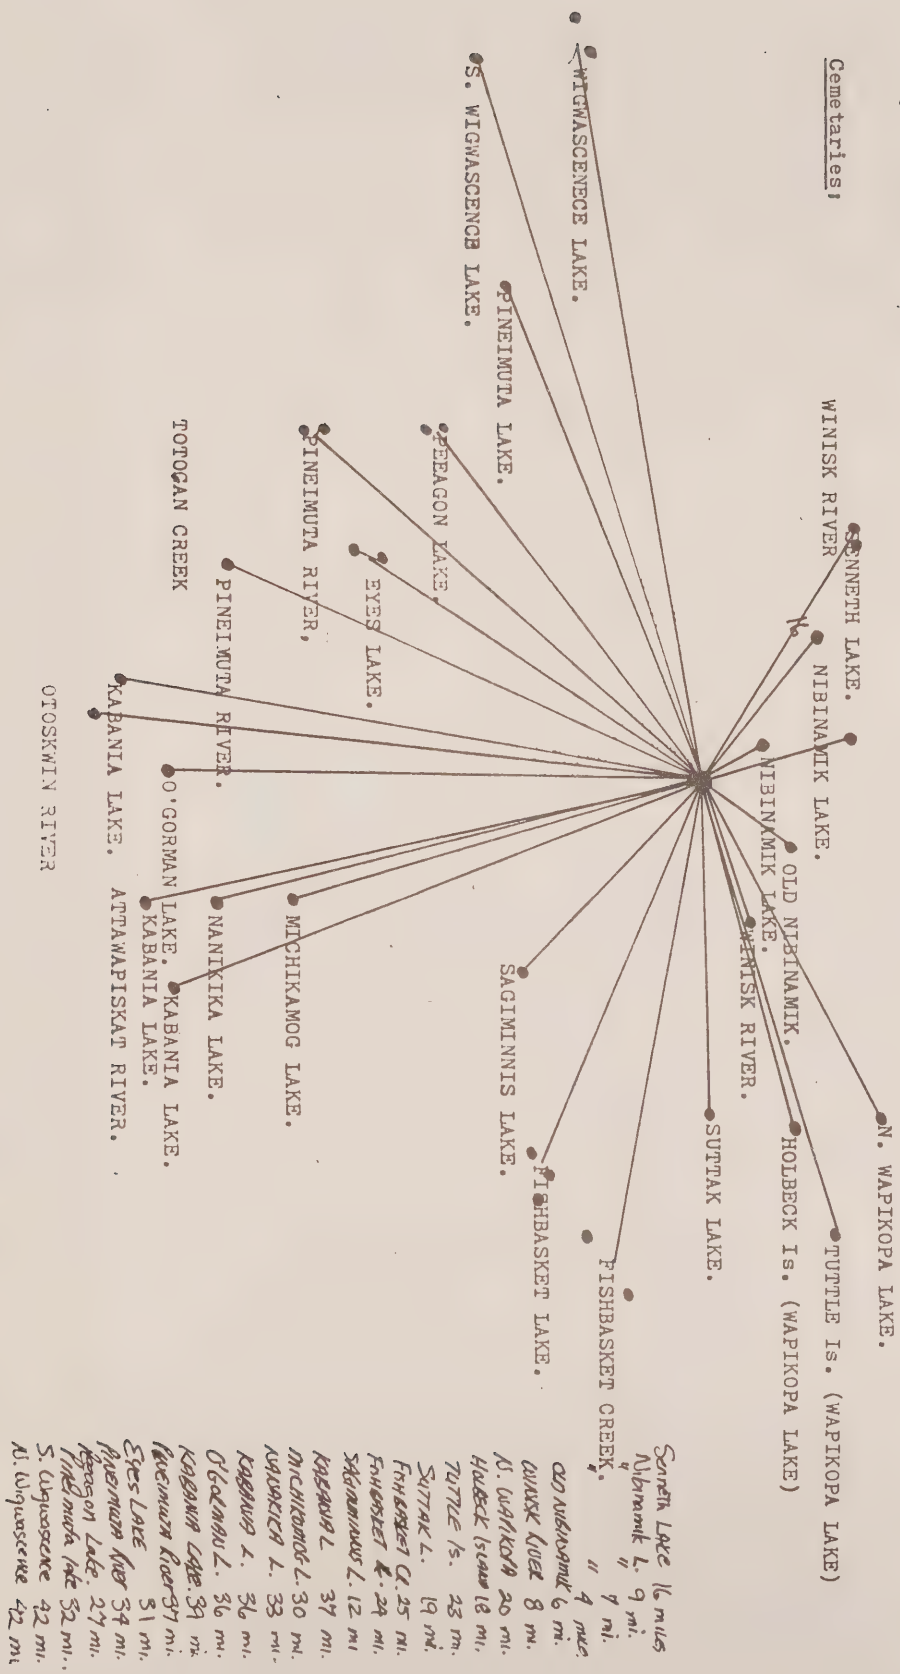 Cemetaries;
WINISK RIVER
SENNETH LAKE.
16
NIBINAMIK LAKE.
NIBINAMIK LAKE.
OLD NIBINAMIK.
WINISK RIVER.
N. WAPIKOPA LAKE.
TUTTLE Is. (WAPIKOPA LAKE)
HOLBECK Is. (WAPIKOPA LAKE)
SUTTAK LAKE.
FISHBASKET CREEK.
FISHBASKET LAKE.
SAGIMINNIS LAKE.
WIGWASCENECE LAKE.
S. WIGWASCENCE LAKE.
PINEIMUTA LAKE.
PEEAGON LAKE.
EYES LAKE.
PINEIMUTA RIVER,
PINEIMUTA RIVER.
TOTOGAN CREEK
MICHIKAMOG LAKE.
NANIKIKA LAKE.
KABANIA LAKE.
O'GORMAN LAKE.
KABANIA LAKE.
KABANIA LAKE.
ATTAWAPISKAT RIVER.
OTOSKWIN RIVER
Senneth LAKE 16 miles
Nibinamik L. 9 mi.
" " 7 mi.
" " 4 miles
OLD NIBINAMIK 6 mi.
WINISK RIVER 8 mi.
N. WAPIKOPA 20 mi.
HOLBECK ISLAND 18 mi.
TUTTLE Is. 23 mi.
SUTTAK L. 19 mi.
FISHBASKET CR. 25 mi.
FISHBASKET 24 mi.
SAGIMINNIS L. 12 mi
KABANIA L 37 mi.
MICHIKAMOG L. 30 mi.
NANIKIKA L. 33 mi.
KABANIA L. 36 mi.
O'GORMAN L. 36 mi.
KABANIA LAKE. 39 mi.
Pineimuta River 37 mi.
EYES LAKE 31 mi.
PINEIMUTA RIVER 34 mi.
Peeagon Lake. 27 mi.
Pineimuta lake 32 mi..
S. Wigwascene 42 mi.
N. Wigwascene 42 mi.